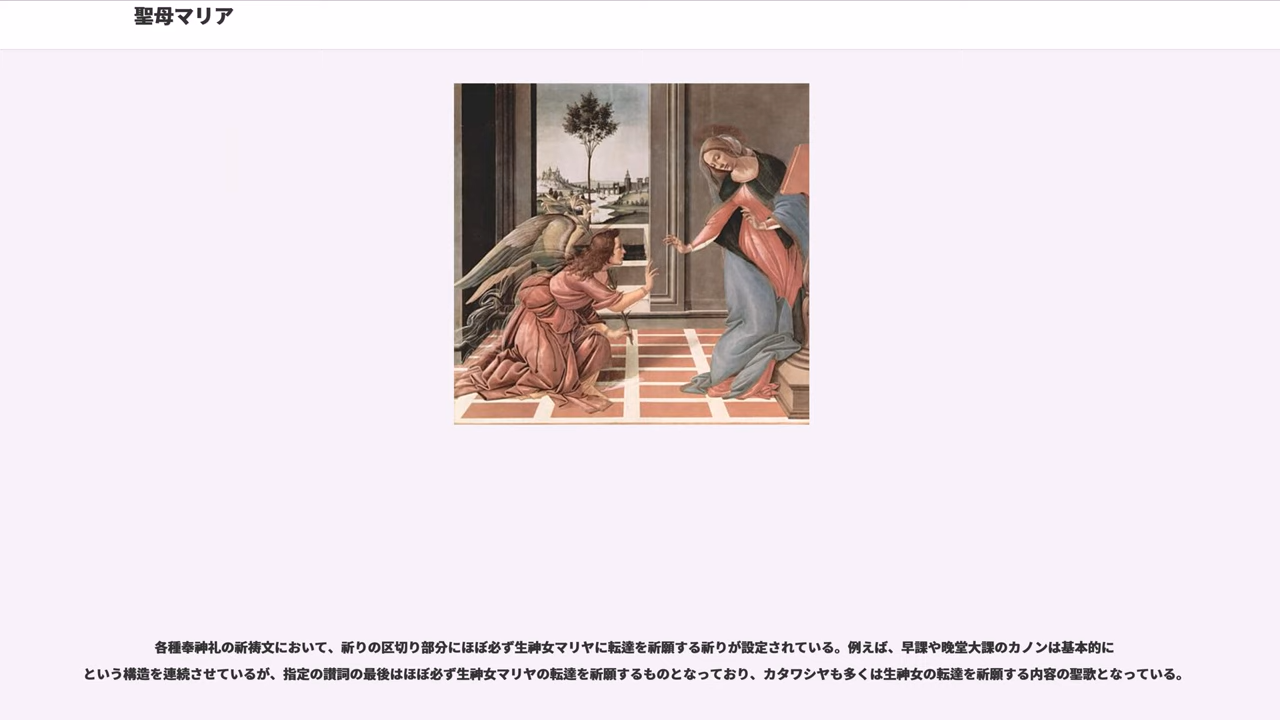 聖母マリア
各種奉神礼の祈祷文において、祈りの区切り部分にほぼ必ず生神女マリヤに転達を祈願する祈りが設定されている。例えば、早課や晩堂大課のカノンは基本的に
という構造を連続させているが、指定の讃詞の最後はほぼ必ず生神女マリヤの転達を祈願するものとなっており、カタワシヤも多くは生神女の転達を祈願する内容の聖歌となっている。